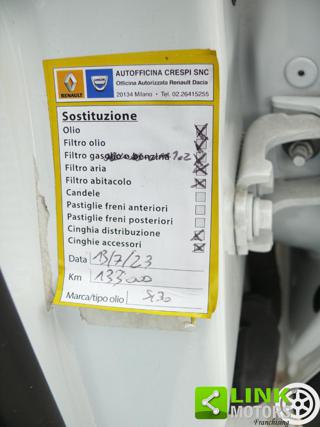 RENAULT
DACIA
AUTOFFICINA CRESPI SNC
Officina Autorizzata Renault Dacia
20134 Milano • Tel. 02.26415255
Sostituzione
Olio
Filtro olio
Filtro gasolio o benzina
Filtro aria
Filtro abitacolo
Candele
Pastiglie freni anteriori
Pastiglie freni posteriori
Cinghia distribuzione
Cinghie accessori
Data 13/7/23
Km 133.000
Marca/tipo olio 5w30
LINK
MOTORS
Franchising